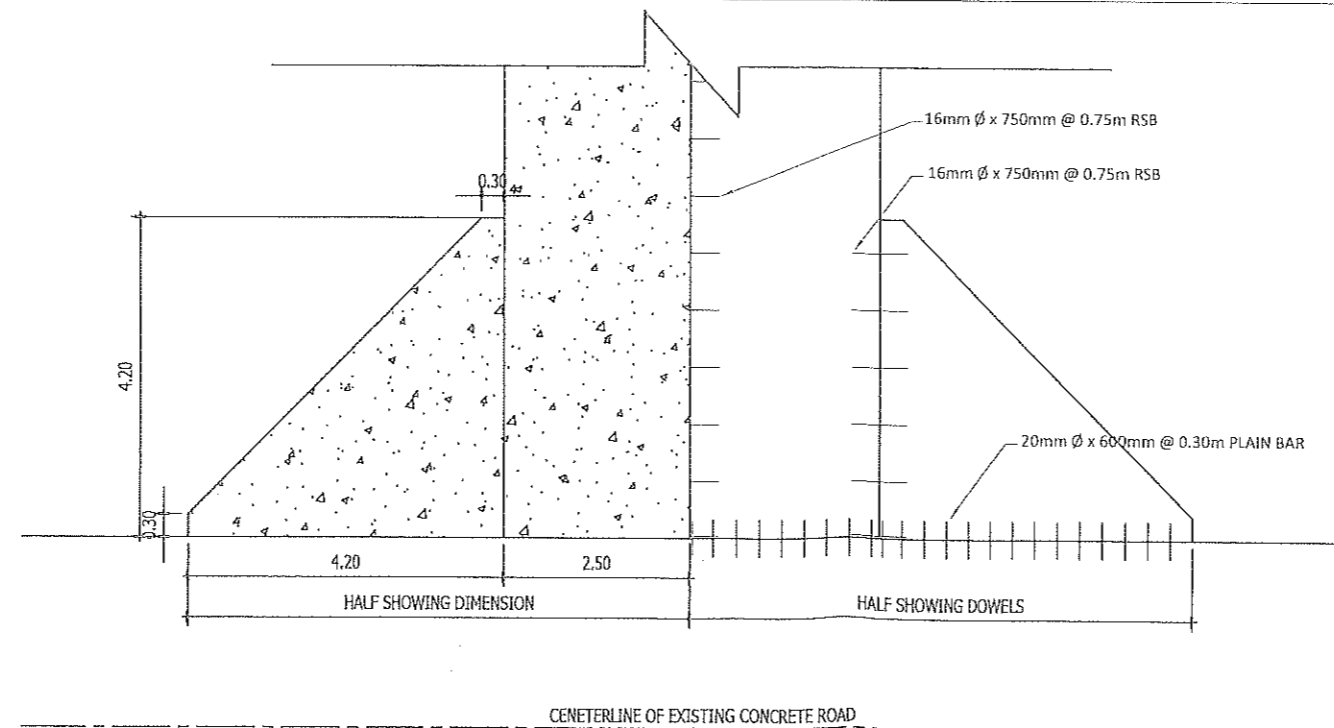 16mm Ø x 750mm @ 0.75m RSB
16mm Ø x 750mm @ 0.75m RSB
0.30
4.20
20mm Ø x 600mm @ 0.30m PLAIN BAR
0.30
4.20
2.50
HALF SHOWING DIMENSION
HALF SHOWING DOWELS
CENETERLINE OF EXISTING CONCRETE ROAD